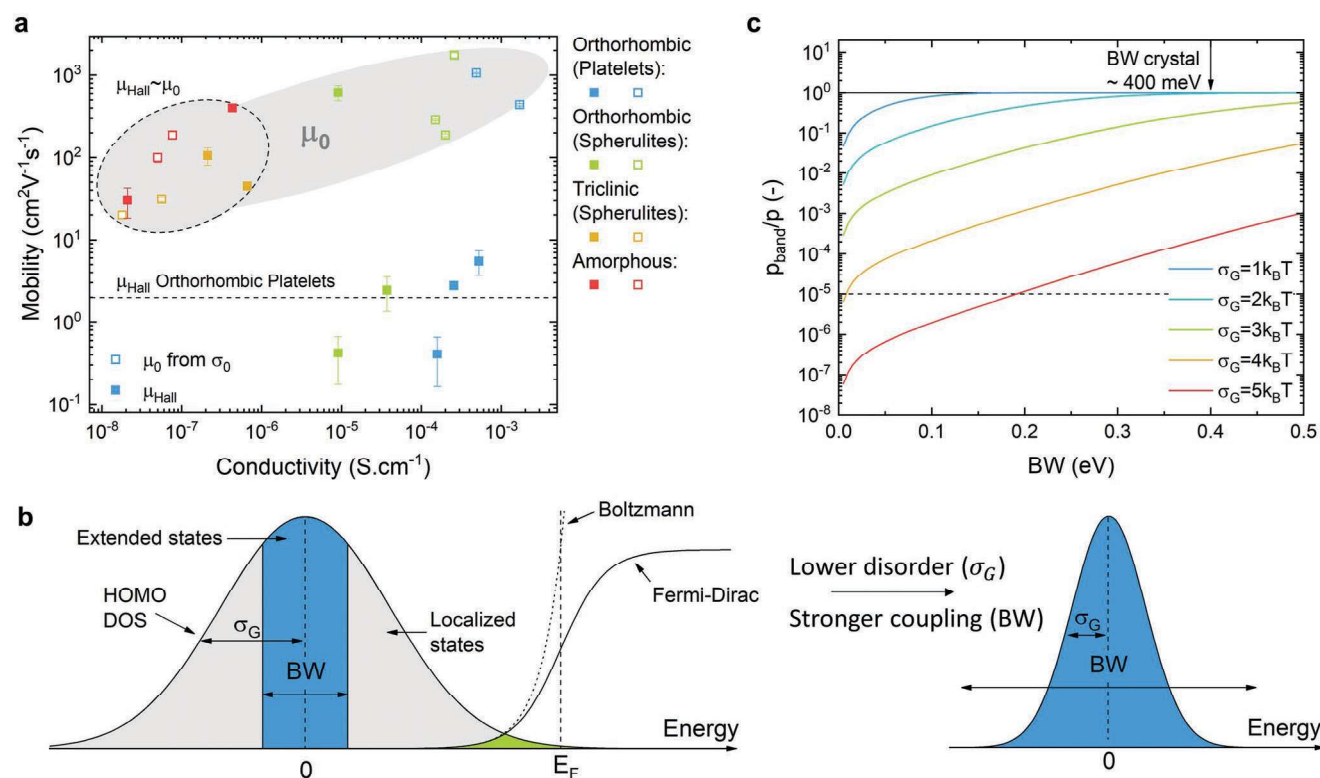 a
Mobility (cm²V⁻¹s⁻¹)
10³
10²
10¹
10⁰
10⁻¹
μHall~μ₀
μ₀
μHall Orthorhombic Platelets
μ₀ from σ₀
μHall
10⁻⁸ 10⁻⁷ 10⁻⁶ 10⁻⁵ 10⁻⁴ 10⁻³
Conductivity (S.cm⁻¹)
Orthorhombic
(Platelets):
Orthorhombic
(Spherulites):
Triclinic
(Spherulites):
Amorphous:
c
p_band/p (-)
10¹
10⁰
10⁻¹
10⁻²
10⁻³
10⁻⁴
10⁻⁵
10⁻⁶
10⁻⁷
10⁻⁸
BW crystal
~ 400 meV
σG=1kBT
σG=2kBT
σG=3kBT
σG=4kBT
σG=5kBT
0.0 0.1 0.2 0.3 0.4 0.5
BW (eV)
b
Extended states
HOMO
DOS
σG
BW
Localized
states
Boltzmann
Fermi-Dirac
Energy
0
EF
Lower disorder (σG)
Stronger coupling (BW)
σG
BW
Energy
0